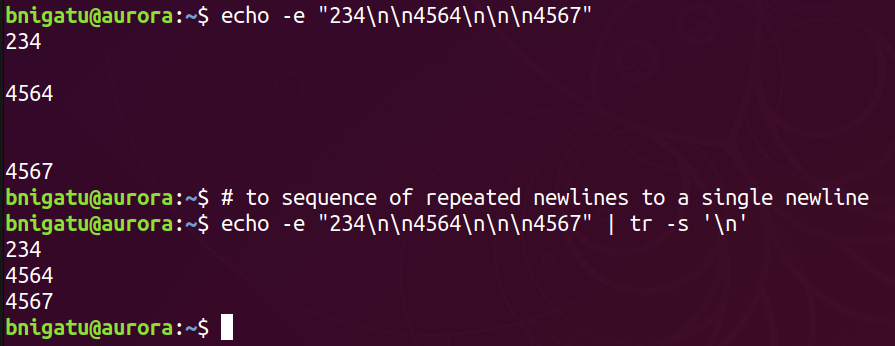 bnigatu@aurora:~$ echo -e "234\n\n4564\n\n\n4567"
234

4564


4567
bnigatu@aurora:~$ # to sequence of repeated newlines to a single newline
bnigatu@aurora:~$ echo -e "234\n\n4564\n\n\n4567" | tr -s '\n'
234
4564
4567
bnigatu@aurora:~$